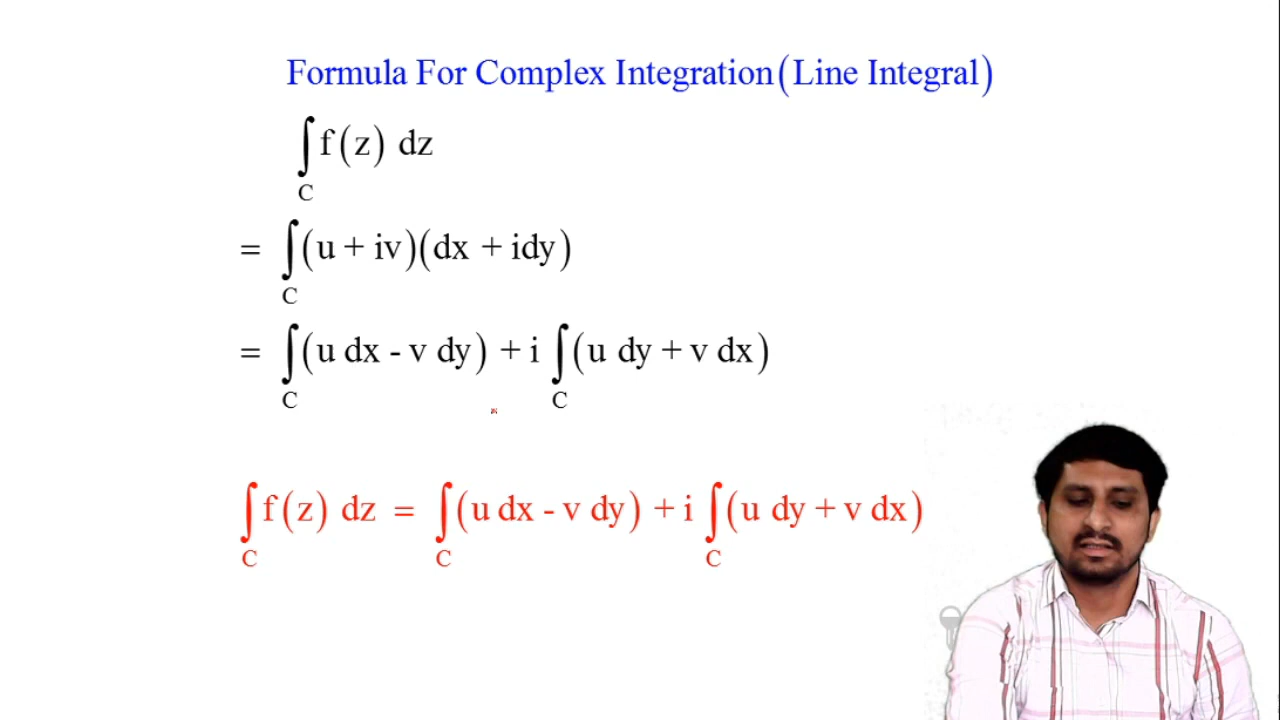 Formula For Complex Integration(Line Integral)
∫_C f(z) dz
= ∫_C (u + iv)(dx + idy)
= ∫_C (u dx - v dy) + i ∫_C (u dy + v dx)
∫_C f(z) dz = ∫_C (u dx - v dy) + i ∫_C (u dy + v dx)